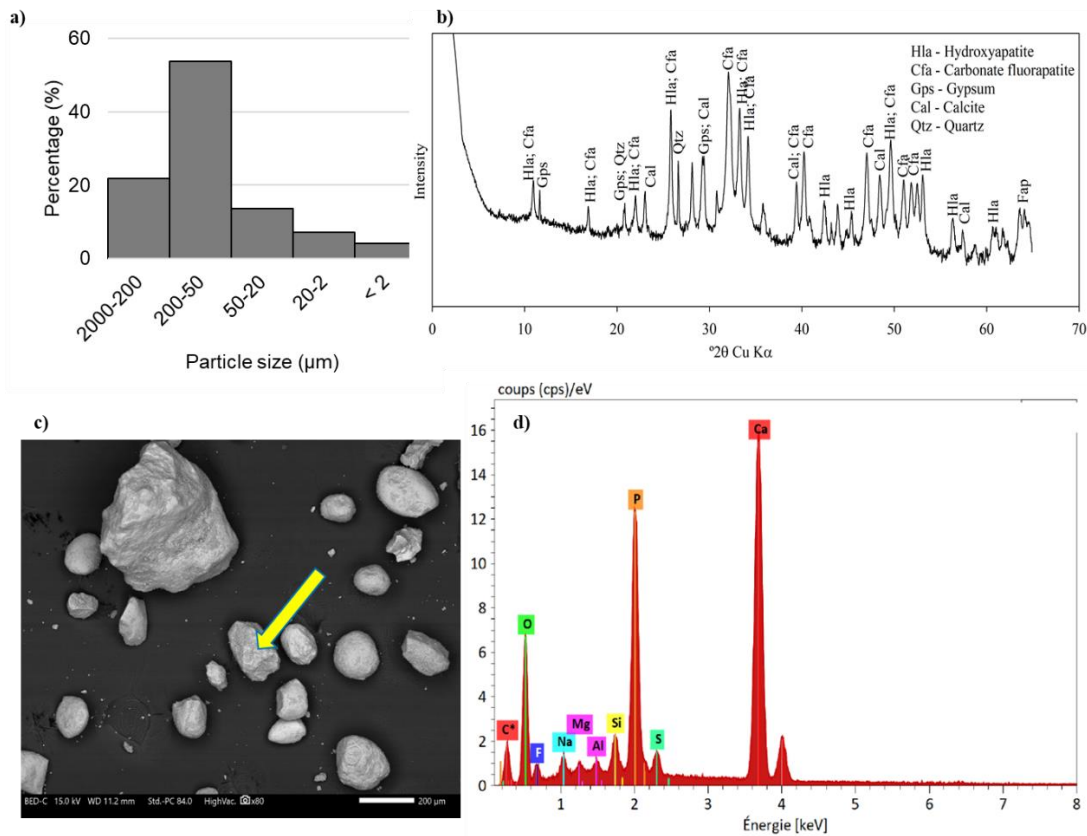 a)
60
40
20
0
Percentage (%)
2000-200
200-50
50-20
20-2
< 2
Particle size (µm)
b)
Intensity
Hla; Cfa
Gps
Hla; Cfa
Gps; Qtz
Hla; Cfa
Cal
Hla; Cfa
Qtz
Gps; Cal
Cfa
Hla; Cfa
Hla; Cfa
Cal; Cfa
Cfa
Hla
Hla
Cfa
Cal
Hla; Cfa
Cfa
Cfa
Hla
Hla
Cal
Hla
Fap
Hla - Hydroxyapatite
Cfa - Carbonate fluorapatite
Gps - Gypsum
Cal - Calcite
Qtz - Quartz
0 10 20 30 40 50 60 70
º2θ Cu Kα
c)
BED-C 15.0 kV WD 11.2 mm Std.-PC 84.0 HighVac. x80 200 µm
coups (cps)/eV
d)
16
14
12
10
8
6
4
2
0
C*
O
F
Na
Mg
Al
Si
P
S
Ca
1 2 3 4 5 6 7 8
Énergie [keV]